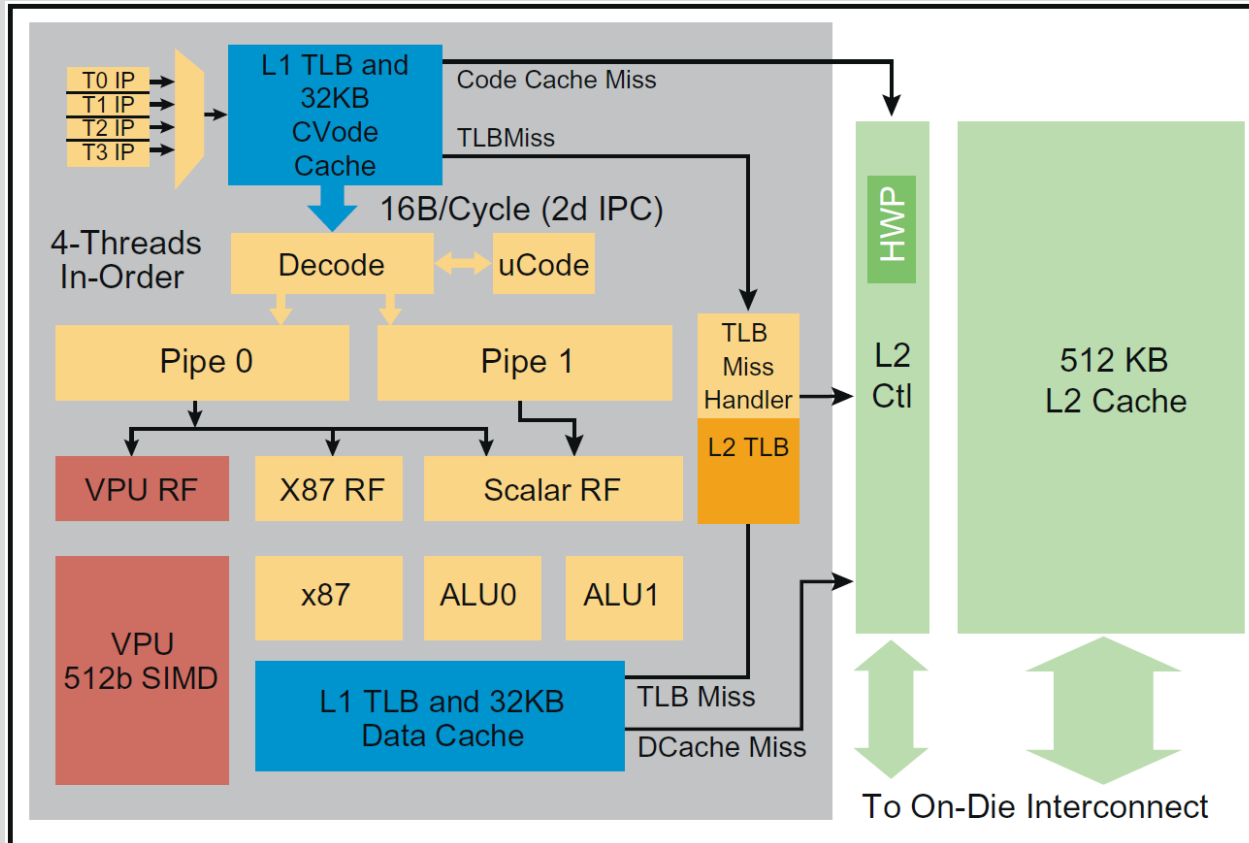 T0 IP
T1 IP
T2 IP
T3 IP
L1 TLB and
32KB
CVode
Cache
Code Cache Miss
TLBMiss
16B/Cycle (2d IPC)
4-Threads
In-Order
Decode
uCode
Pipe 0
Pipe 1
TLB
Miss
Handler
L2 TLB
HWP
L2
Ctl
512 KB
L2 Cache
VPU RF
X87 RF
Scalar RF
x87
ALU0
ALU1
VPU
512b SIMD
L1 TLB and 32KB
Data Cache
TLB Miss
DCache Miss
To On-Die Interconnect